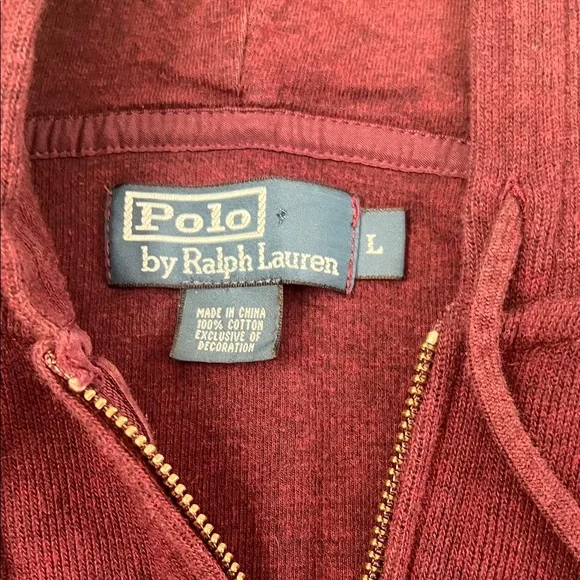 Polo
by Ralph Lauren
L
MADE IN CHINA
100% COTTON
EXCLUSIVE OF
DECORATION